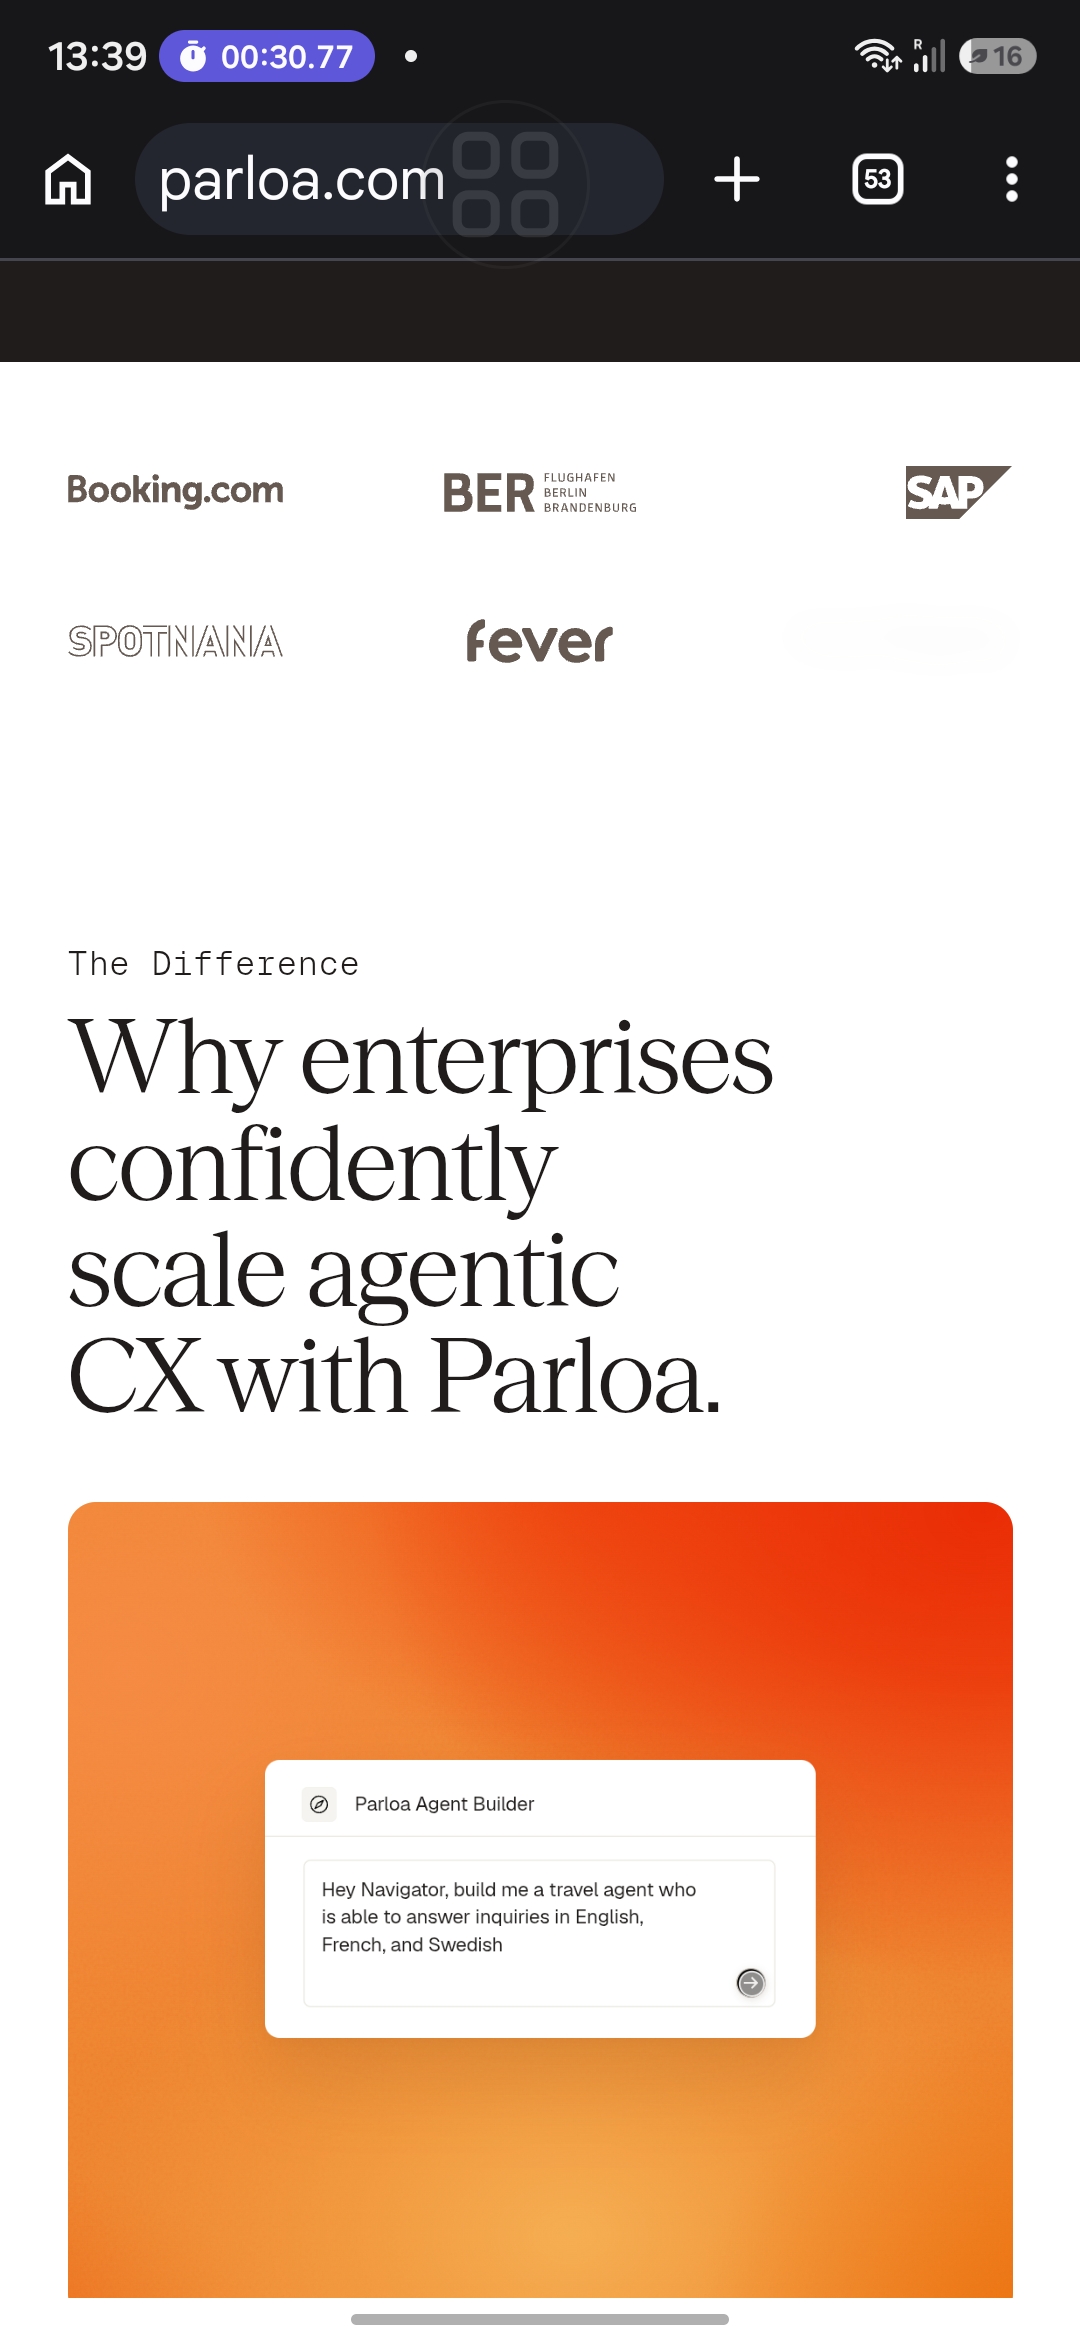 13:39 00:30.77 R 16
parloa.com 53
Booking.com
BER FLUGHAFEN
BERLIN
BRANDENBURG
SAP
SPOTNANA
fever
The Difference
Why enterprises
confidently
scale agentic
CX with Parloa.
Parloa Agent Builder
Hey Navigator, build me a travel agent who
is able to answer inquiries in English,
French, and Swedish